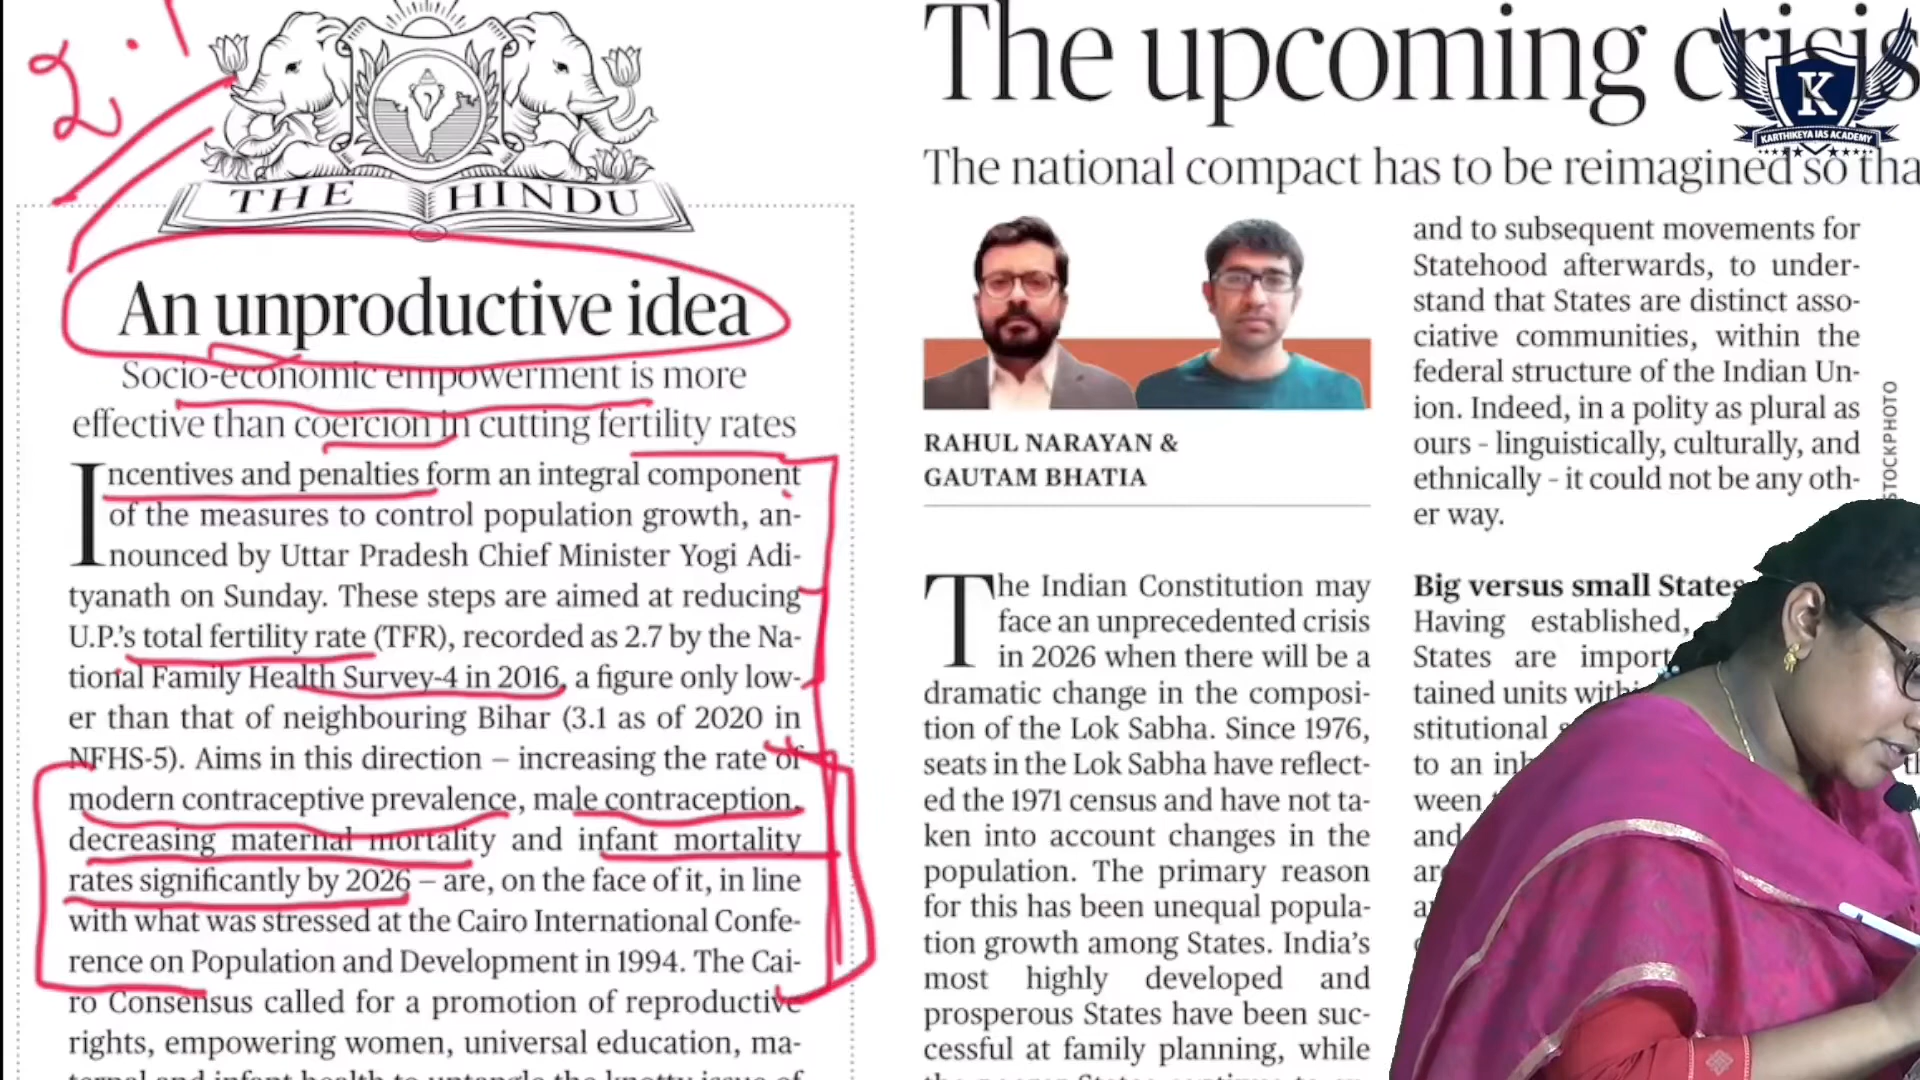 2.1
THE HINDU
An unproductive idea
Socio-economic empowerment is more
effective than coercion in cutting fertility rates
Incentives and penalties form an integral component
of the measures to control population growth, an-
nounced by Uttar Pradesh Chief Minister Yogi Adi-
tyanath on Sunday. These steps are aimed at reducing
U.P.'s total fertility rate (TFR), recorded as 2.7 by the Na-
tional Family Health Survey-4 in 2016, a figure only low-
er than that of neighbouring Bihar (3.1 as of 2020 in
NFHS-5). Aims in this direction – increasing the rate of
modern contraceptive prevalence, male contraception,
decreasing maternal mortality and infant mortality
rates significantly by 2026 – are, on the face of it, in line
with what was stressed at the Cairo International Confe-
rence on Population and Development in 1994. The Cai-
ro Consensus called for a promotion of reproductive
rights, empowering women, universal education, ma-
ternal and infant health to untangle the knotty issue of
The upcoming crisis
The national compact has to be reimagined so tha
RAHUL NARAYAN &
GAUTAM BHATIA
The Indian Constitution may
face an unprecedented crisis
in 2026 when there will be a
dramatic change in the composi-
tion of the Lok Sabha. Since 1976,
seats in the Lok Sabha have reflect-
ed the 1971 census and have not ta-
ken into account changes in the
population. The primary reason
for this has been unequal popula-
tion growth among States. India's
most highly developed and
prosperous States have been suc-
cessful at family planning, while
and to subsequent movements for
Statehood afterwards, to under-
stand that States are distinct asso-
ciative communities, within the
federal structure of the Indian Un-
ion. Indeed, in a polity as plural as
ours - linguistically, culturally, and
ethnically - it could not be any oth-
er way.
Big versus small States
Having established,
States are import
tained units with
stitutional
to an inh
ween
and
STOCKPHOTO
K
KARTHIKEYA IAS ACADEMY